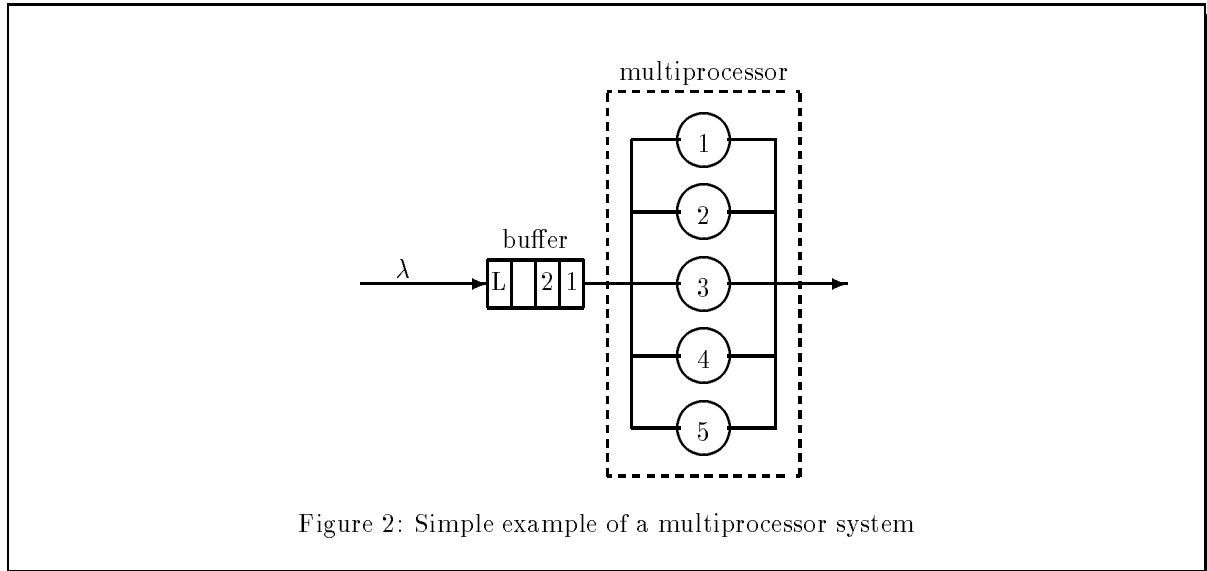 multiprocessor
1
2
buffer
λ
L 2 1
3
4
5
Figure 2: Simple example of a multiprocessor system